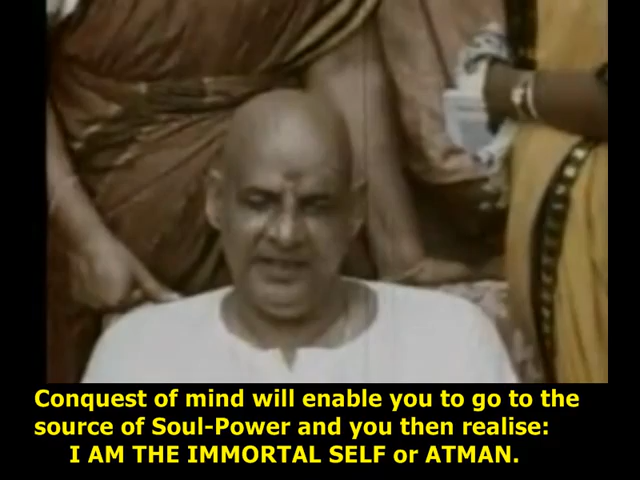 Conquest of mind will enable you to go to the
source of Soul-Power and you then realise:
I AM THE IMMORTAL SELF or ATMAN.